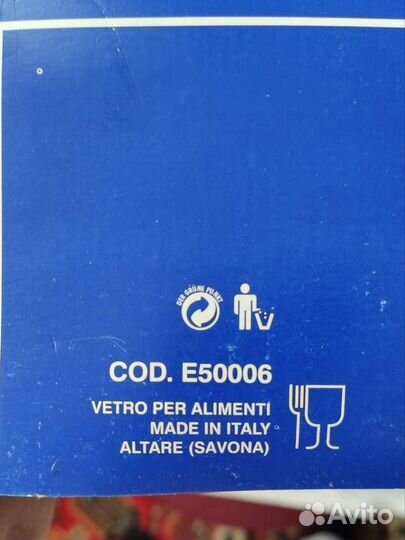 DER GRÜNE PUNKT
COD. E50006
VETRO PER ALIMENTI
MADE IN ITALY
ALTARE (SAVONA)
Avito